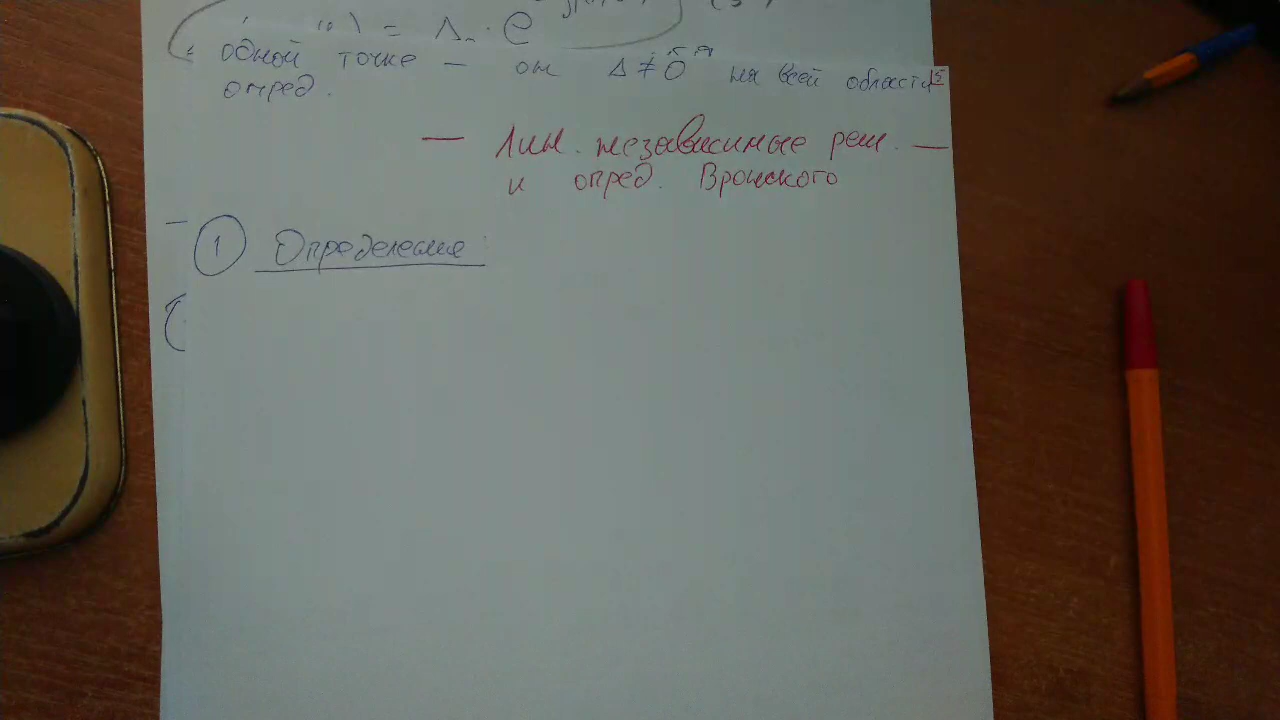 одной точке – он Δ ≠ 0 на всей области
опред.
— Лин. независимые реш. —
и опред. Вронского
① Определение: